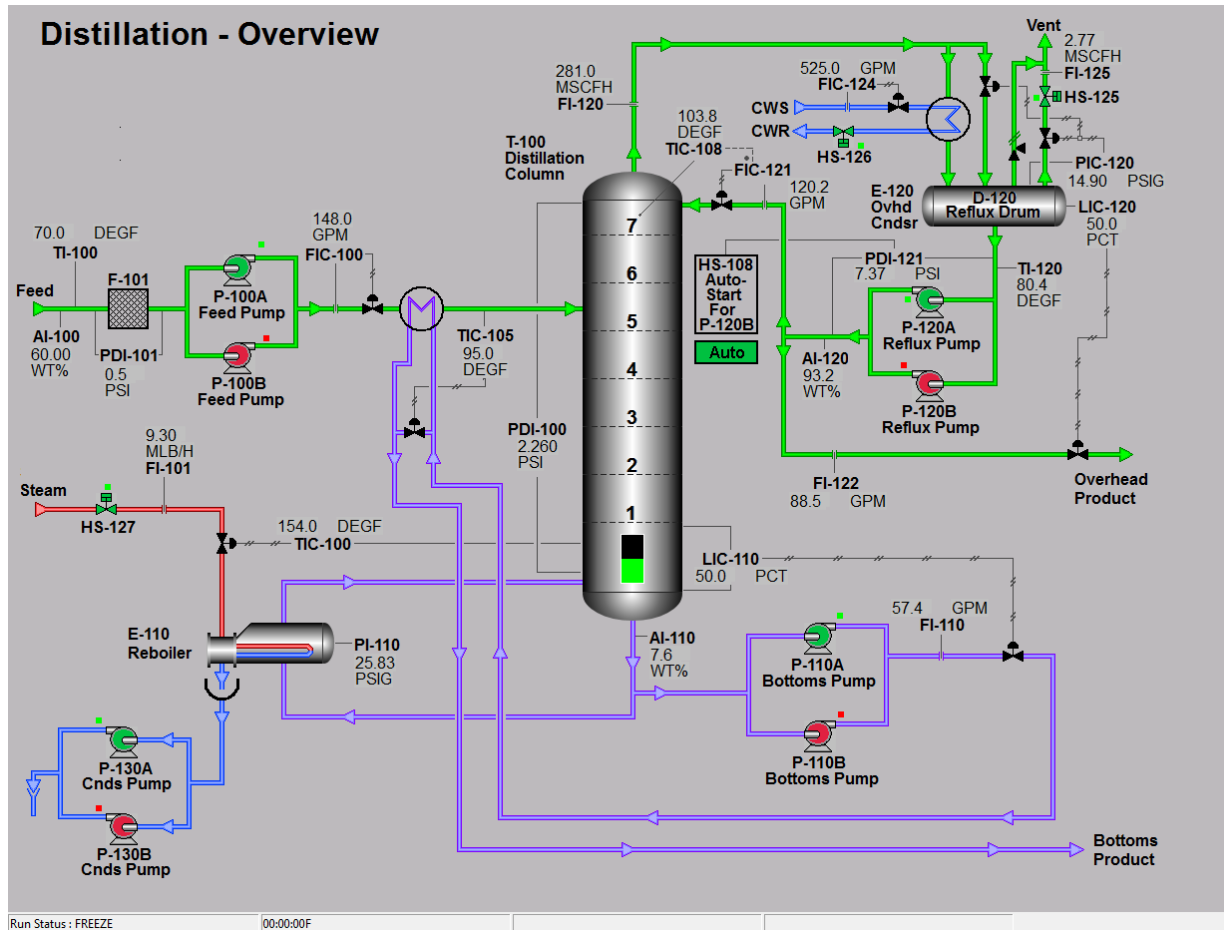 Distillation - Overview
Vent
2.77
MSCFH
FI-125
HS-125
281.0
MSCFH
FI-120
525.0 GPM
FIC-124
CWS
CWR
HS-126
103.8
DEGF
TIC-108
T-100
Distillation
Column
FIC-121
120.2
GPM
PIC-120
14.90 PSIG
E-120
Ovhd
Cndsr
D-120
Reflux Drum
LIC-120
50.0
PCT
70.0 DEGF
TI-100
148.0
GPM
FIC-100
F-101
Feed
P-100A
Feed Pump
AI-100
60.00
WT%
PDI-101
0.5
PSI
P-100B
Feed Pump
TIC-105
95.0
DEGF
7
6
5
4
3
2
1
HS-108
Auto-
Start
For
P-120B
Auto
PDI-121
7.37 PSI
TI-120
80.4
DEGF
P-120A
Reflux Pump
AI-120
93.2
WT%
P-120B
Reflux Pump
PDI-100
2.260
PSI
9.30
MLB/H
FI-101
Steam
HS-127
FI-122
88.5 GPM
Overhead
Product
154.0 DEGF
TIC-100
LIC-110
50.0 PCT
57.4 GPM
FI-110
E-110
Reboiler
PI-110
25.83
PSIG
AI-110
7.6
WT%
P-110A
Bottoms Pump
P-110B
Bottoms Pump
P-130A
Cnds Pump
P-130B
Cnds Pump
Bottoms
Product
Run Status : FREEZE
00:00:00F